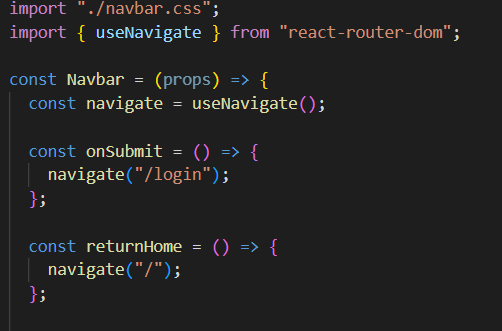 import "./navbar.css";
import { useNavigate } from "react-router-dom";
const Navbar = (props) => {
const navigate = useNavigate();
const onSubmit = () => {
navigate("/login");
};
const returnHome = () => {
navigate("/");
};